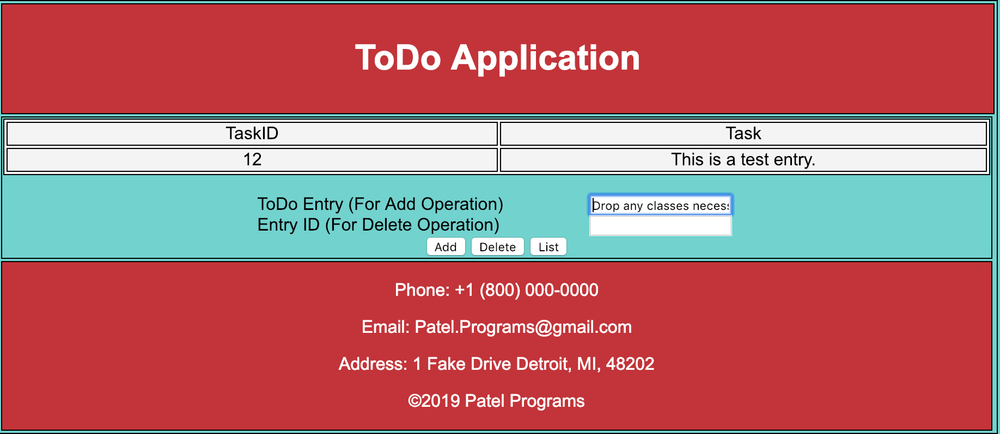 ToDo Application
TaskID Task
12 This is a test entry.
ToDo Entry (For Add Operation) Drop any classes
Entry ID (For Delete Operation)
Add Delete List
Phone: +1 (800) 000-0000
Email: Patel.Programs@gmail.com
Address: 1 Fake Drive Detroit, MI, 48202
©2019 Patel Programs